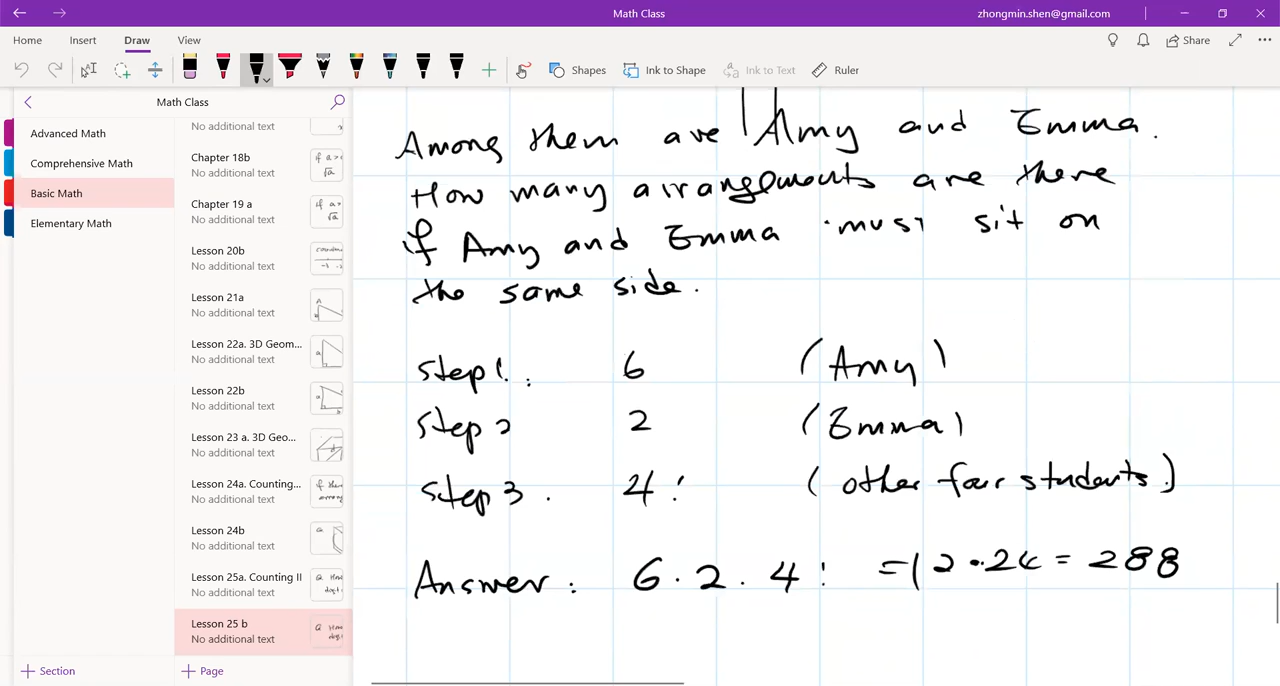 Math Class
zhongmin.shen@gmail.com
Home
Insert
Draw
View
Share
Shapes
Ink to Shape
Ink to Text
Ruler
Math Class
Advanced Math
Comprehensive Math
Basic Math
Elementary Math
No additional text
Chapter 18b
No additional text
Chapter 19 a
No additional text
Lesson 20b
No additional text
Lesson 21a
No additional text
Lesson 22a. 3D Geom...
No additional text
Lesson 22b
No additional text
Lesson 23 a. 3D Geo...
No additional text
Lesson 24a. Counting...
No additional text
Lesson 24b
No additional text
Lesson 25a. Counting II
No additional text
Lesson 25 b
No additional text
Section
Page
Among them are Amy and Emma.
How many arrangements are there
if Amy and Emma must sit on
the same side.
step 1. 6 (Amy)
step 2 2 (Emma)
step 3. 4! (other four students.)
Answer: 6.2.4! =12.24 = 288